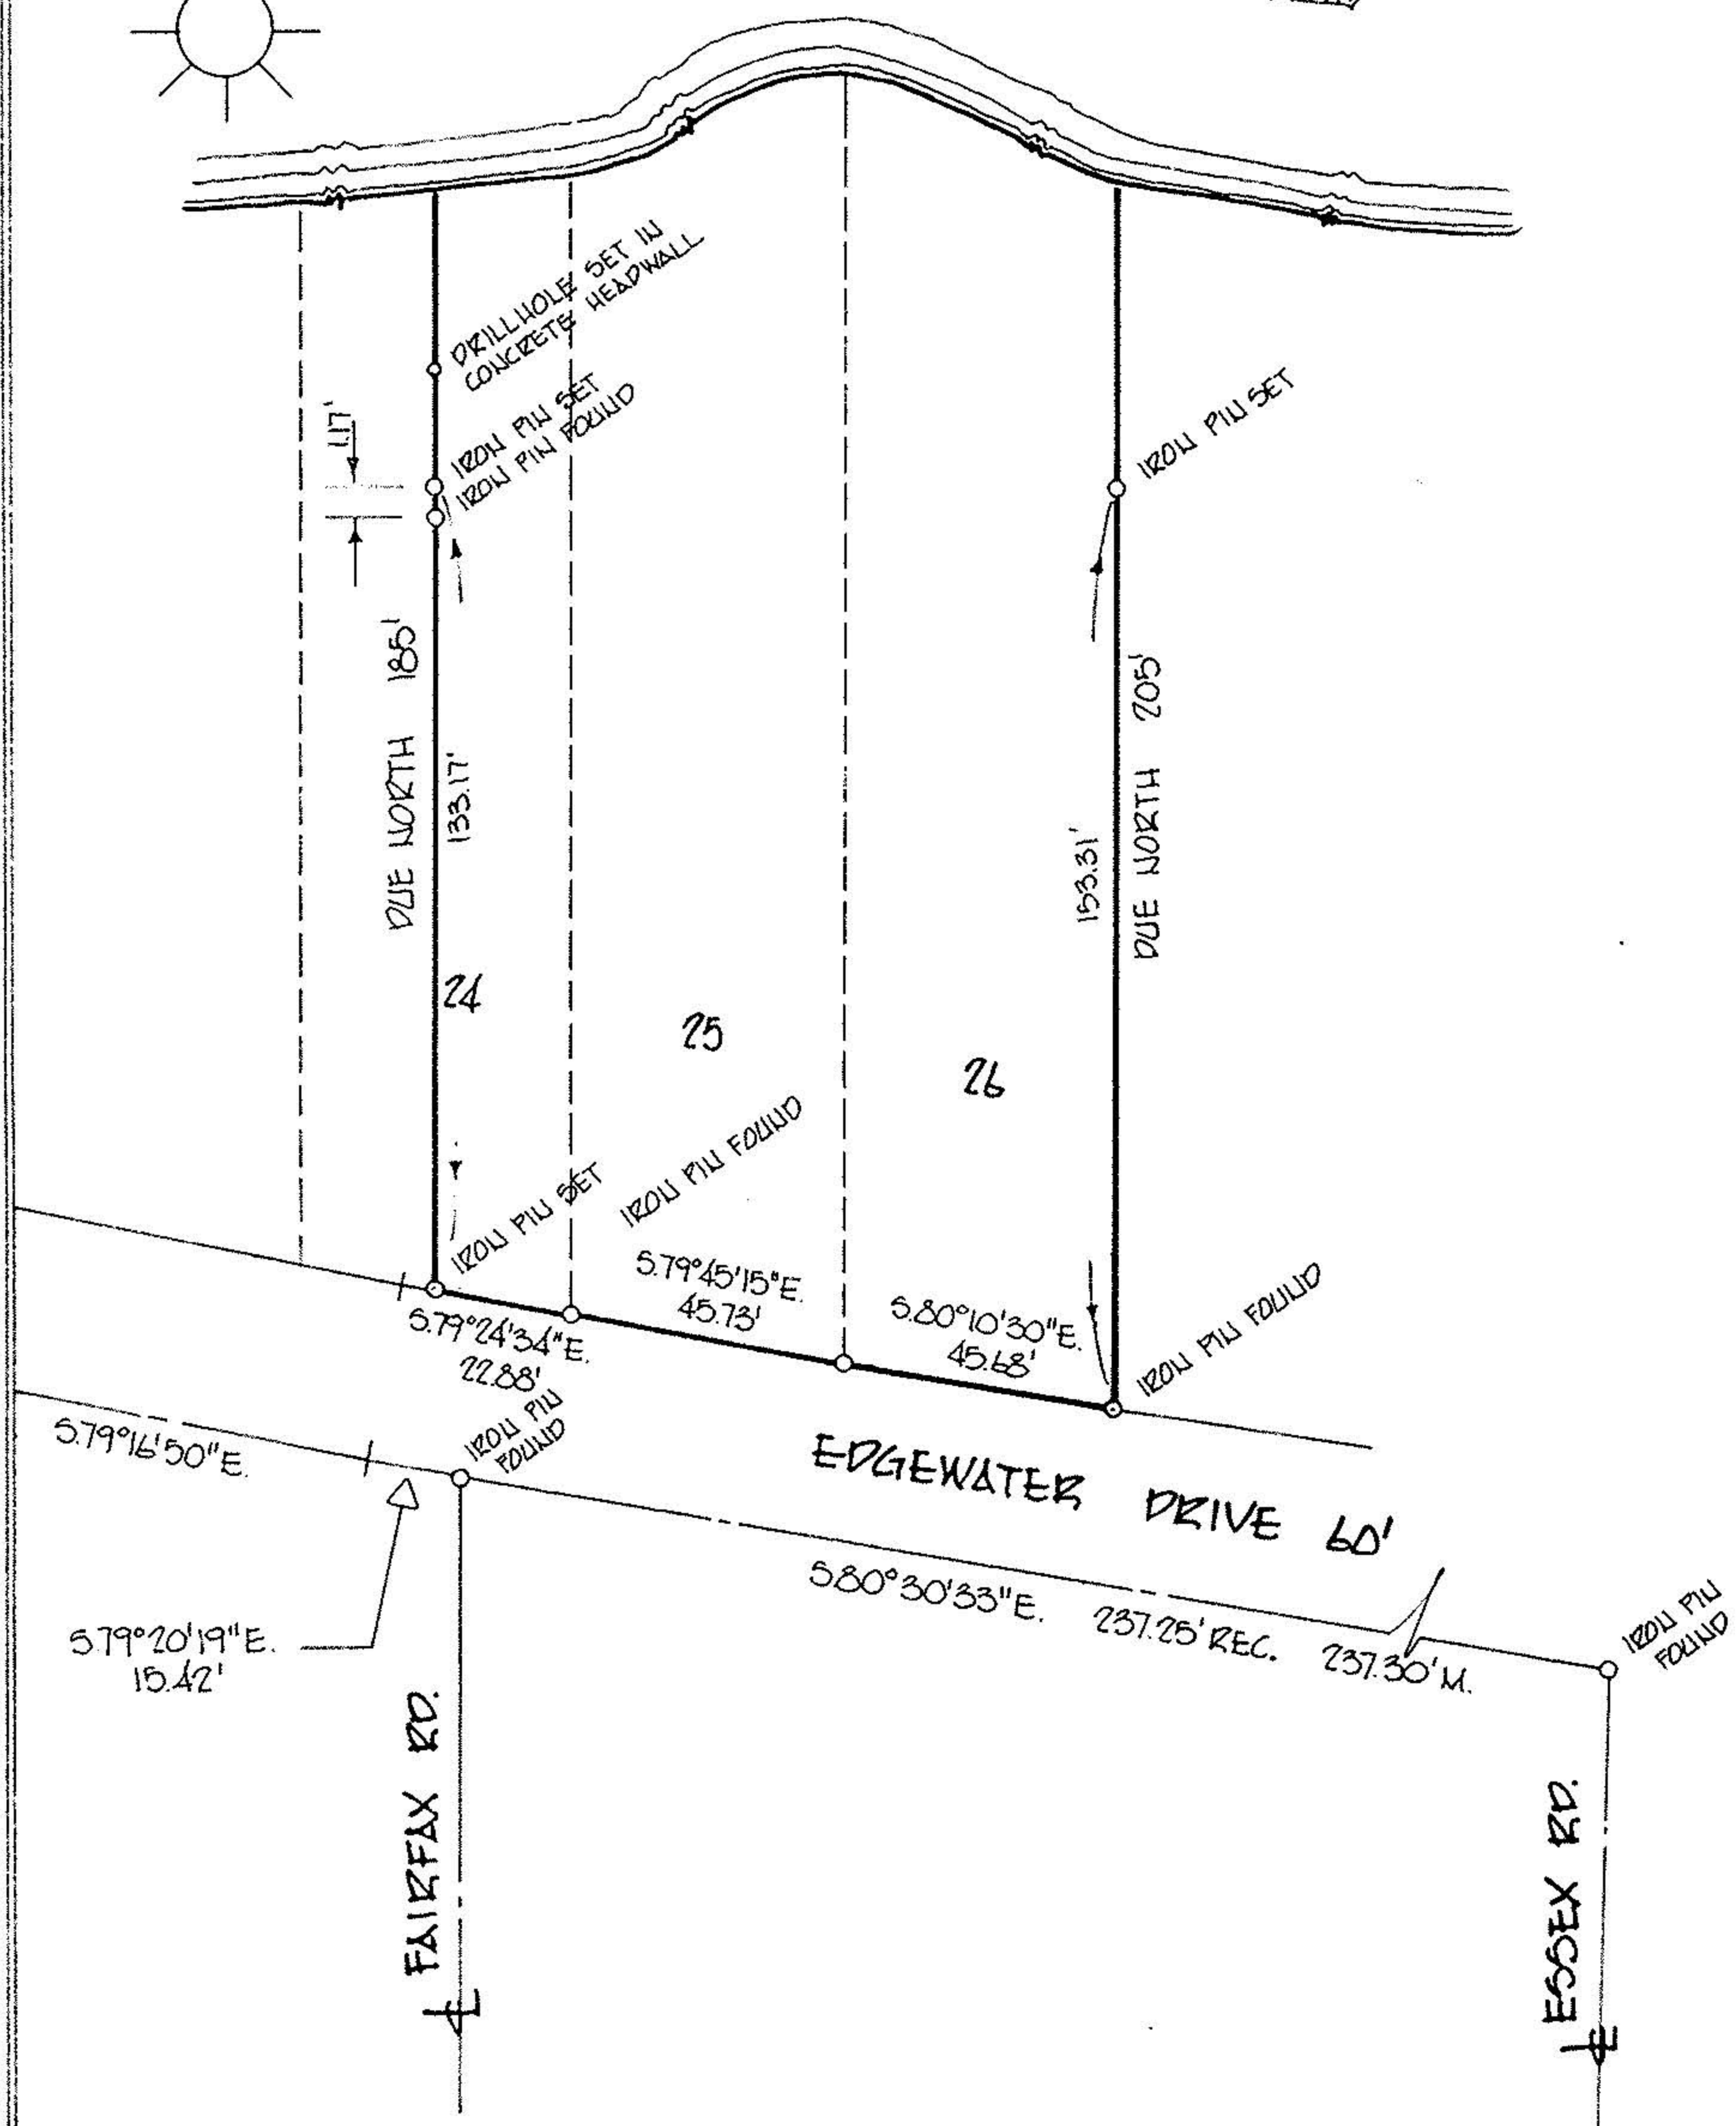 DRILLHOLE SET IN
CONCRETE HEADWALL
IRON PIN SET
IRON PIN FOUND
1.17'
IRON PIN SET
DUE NORTH 185'
133.17'
153.31'
DUE NORTH 205'
24
25
26
IRON PIN SET
IRON PIN FOUND
S.79°45'15"E.
45.73'
S.80°10'30"E.
45.68'
IRON PIN FOUND
S.79°24'34"E.
22.88'
IRON PIN
FOUND
S.79°16'50"E.
EDGEWATER DRIVE 60'
S.80°30'33"E. 237.25' REC. 237.30' M.
IRON PIN
FOUND
S.79°20'19"E.
15.42'
FAIRFAX RD.
ESSEX RD.